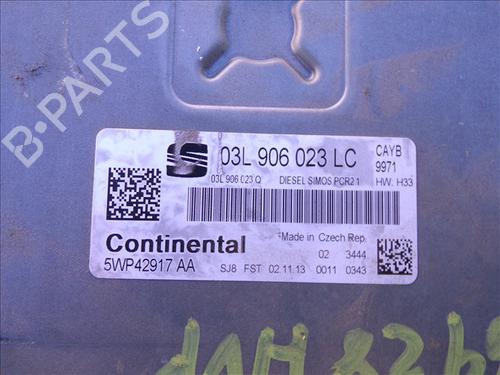 B-PARTS
03L 906 023 LC
CAYB
9971
03L 906 023 Q
DIESEL SIMOS PCR2.1
HW. H33
Continental
Made in Czech Rep.
02 3444
5WP42917 AA
SJ8 FST 02.11.13 0011 0343